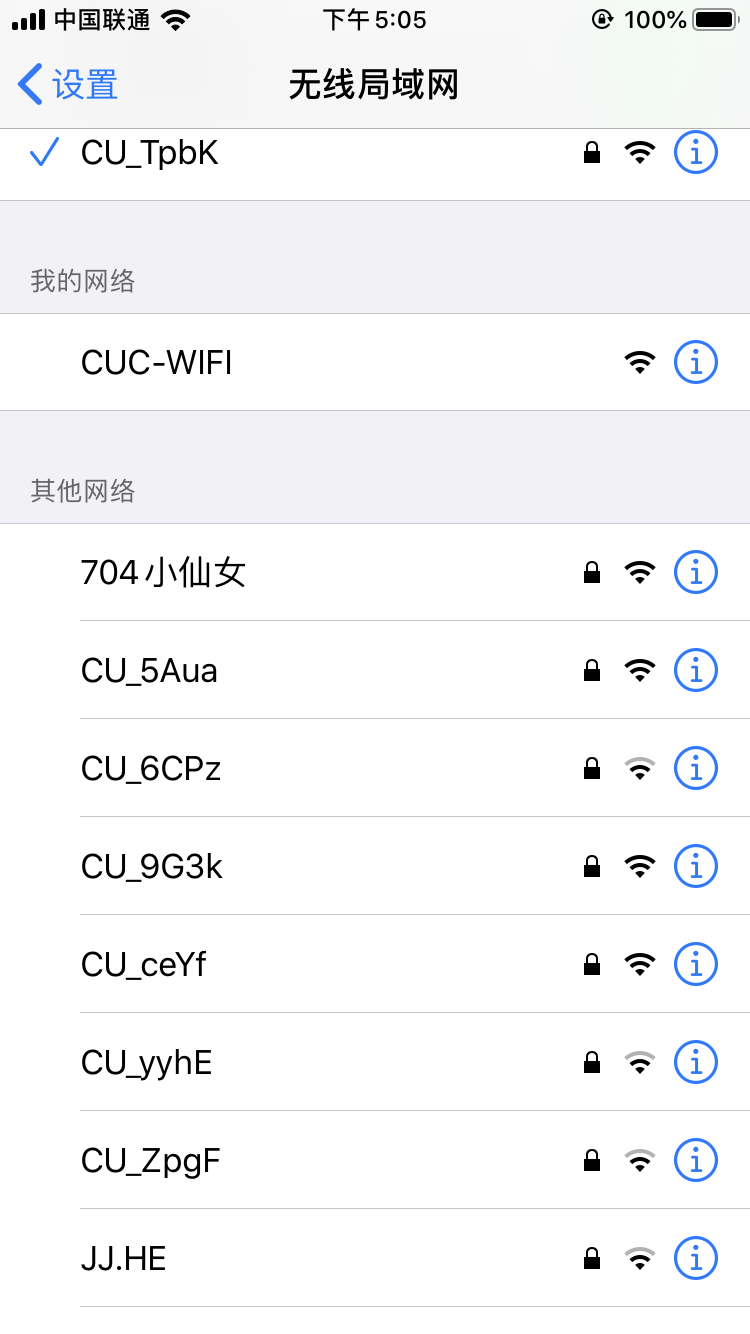 中国联通 下午5:05 100%
设置 无线局域网
CU_TpbK
我的网络
CUC-WIFI
其他网络
704小仙女
CU_5Aua
CU_6CPz
CU_9G3k
CU_ceYf
CU_yyhE
CU_ZpgF
JJ.HE